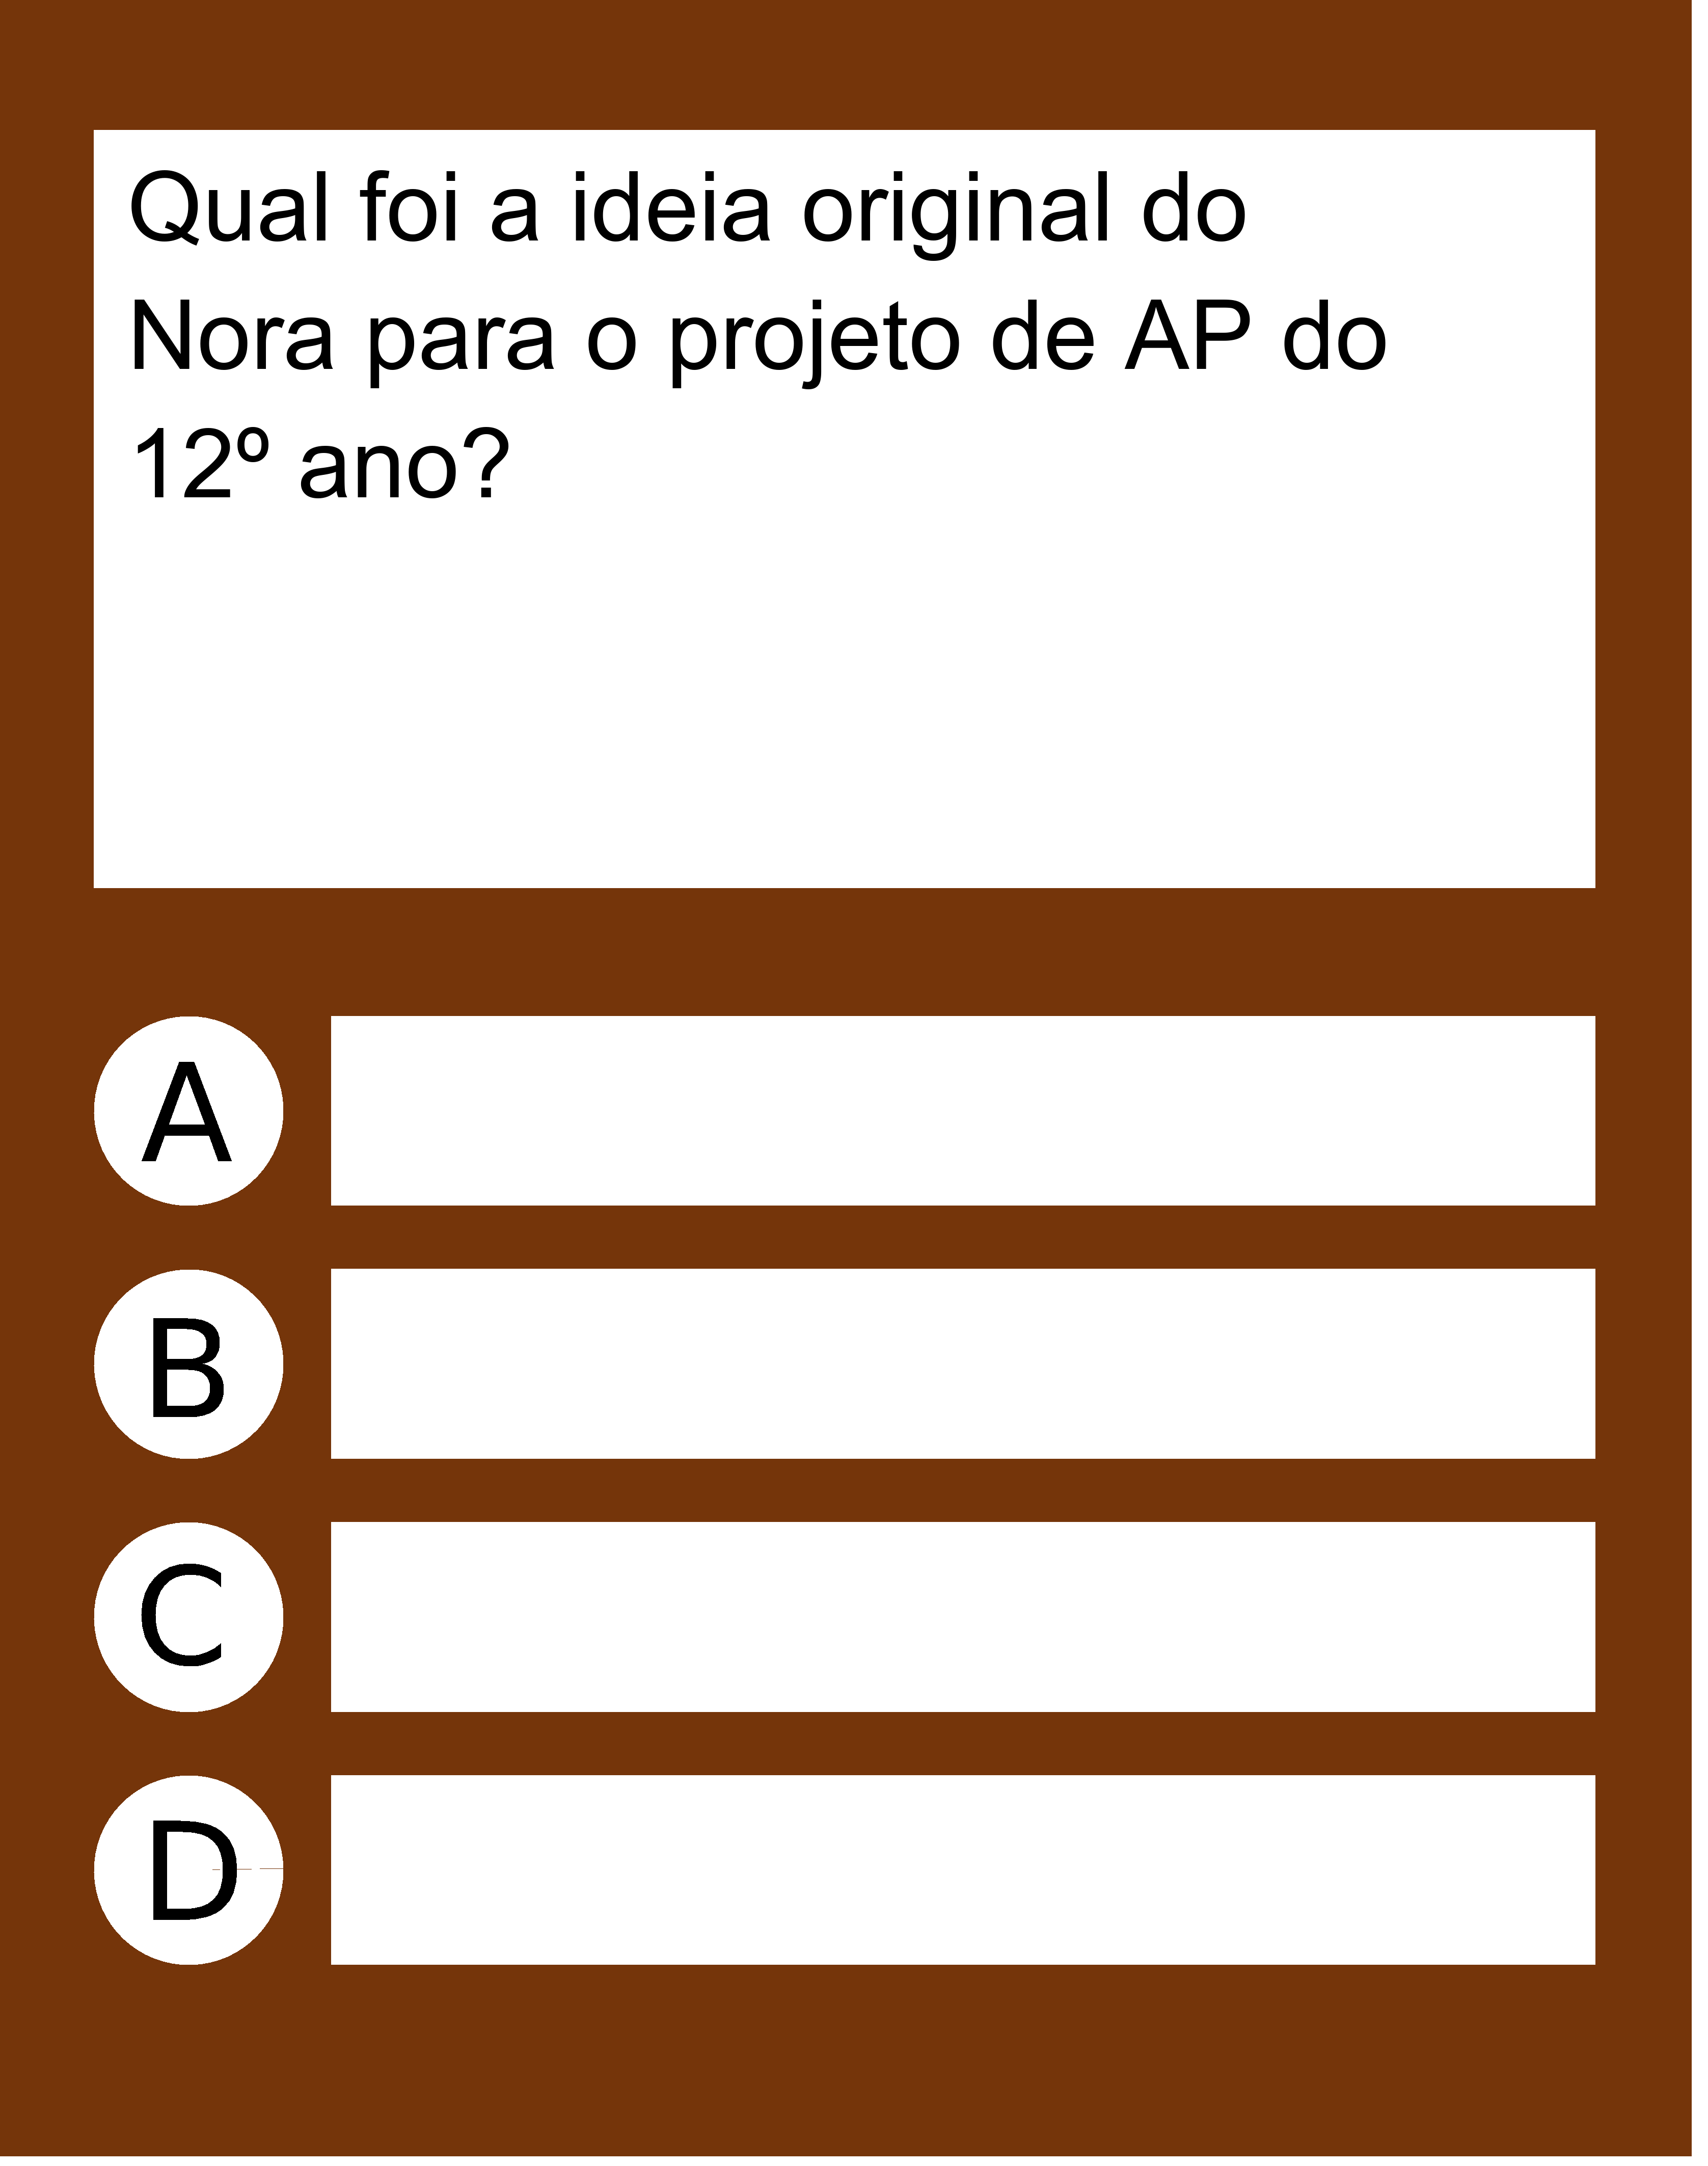 Qual foi a ideia original do
Nora para o projeto de AP do
12º ano?
A
B
C
D